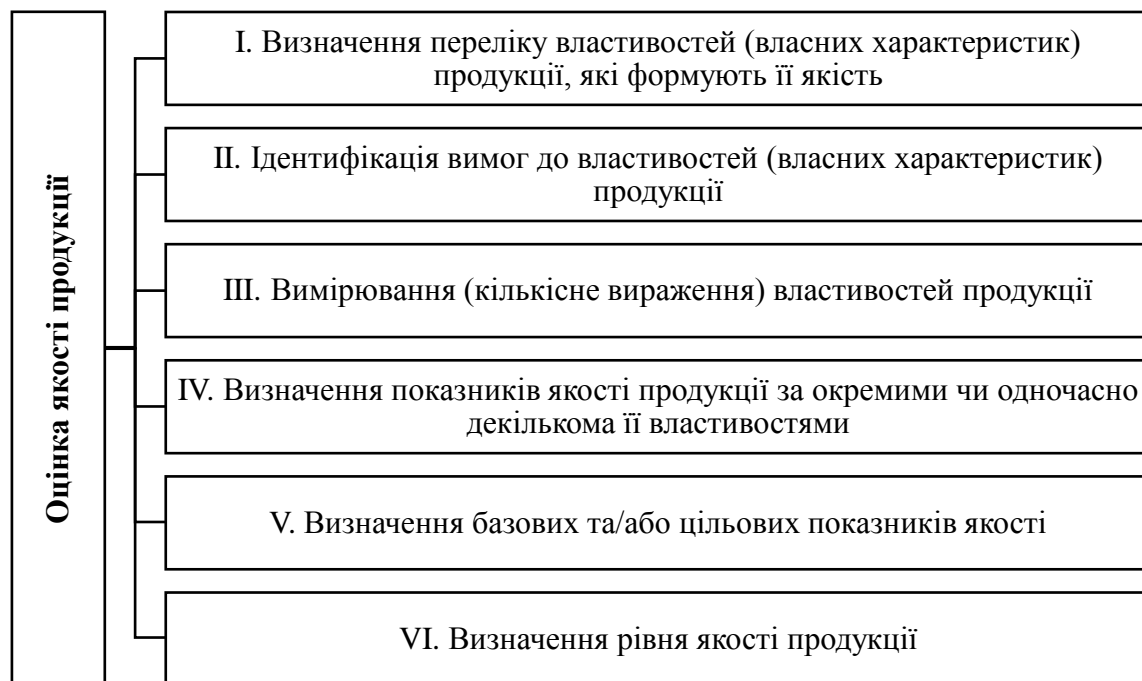 Оцінка якості продукції
I. Визначення переліку властивостей (власних характеристик)
продукції, які формують її якість
II. Ідентифікація вимог до властивостей (власних характеристик)
продукції
III. Вимірювання (кількісне вираження) властивостей продукції
IV. Визначення показників якості продукції за окремими чи одночасно
декількома її властивостями
V. Визначення базових та/або цільових показників якості
VI. Визначення рівня якості продукції